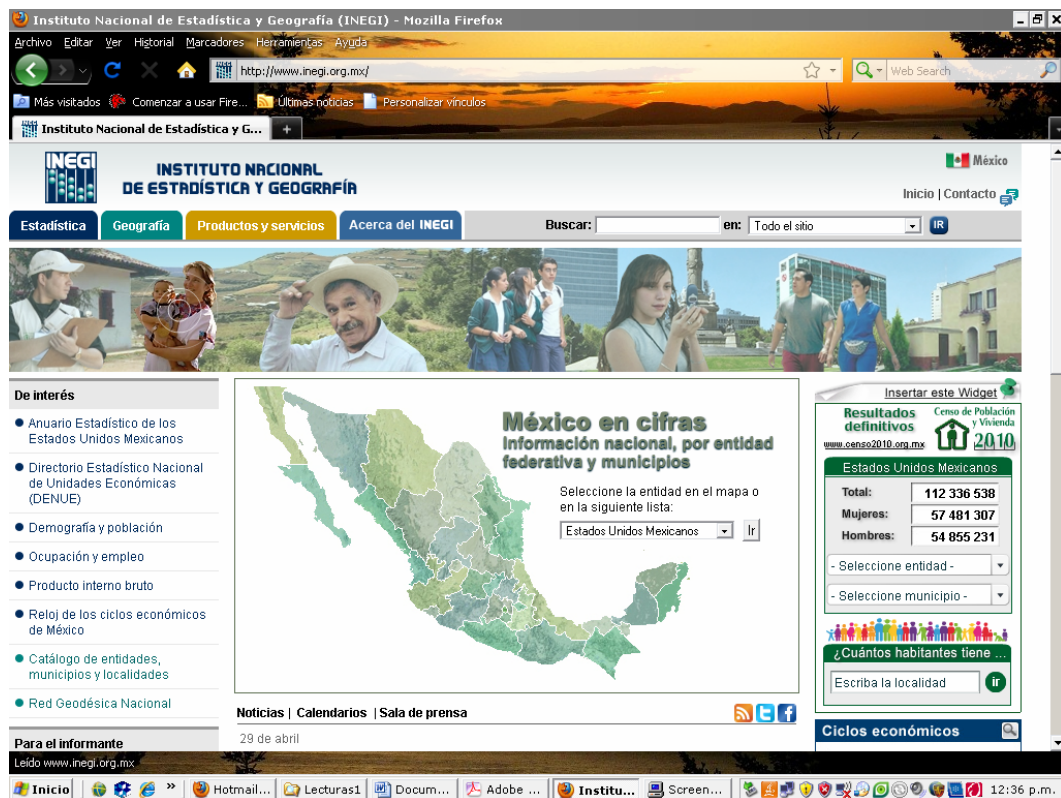 Instituto Nacional de Estadística y Geografía (INEGI) - Mozilla Firefox
Archivo Editar Ver Historial Marcadores Herramientas Ayuda
http://www.inegi.org.mx/
Web Search
Más visitados Comenzar a usar Fire... Últimas noticias Personalizar vínculos
Instituto Nacional de Estadística y G...
INEGI
INSTITUTO NACIONAL
DE ESTADÍSTICA Y GEOGRAFÍA
México
Inicio | Contacto
Estadística Geografía Productos y servicios Acerca del INEGI Buscar: en: Todo el sitio IR
De interés
Anuario Estadístico de los
Estados Unidos Mexicanos
Directorio Estadístico Nacional
de Unidades Económicas
(DENUE)
Demografía y población
Ocupación y empleo
Producto interno bruto
Reloj de los ciclos económicos
de México
Catálogo de entidades,
municipios y localidades
Red Geodésica Nacional
Para el informante
México en cifras
Información nacional, por entidad
federativa y municipios
Seleccione la entidad en el mapa o
en la siguiente lista:
Estados Unidos Mexicanos Ir
Noticias | Calendarios | Sala de prensa
29 de abril
Insertar este Widget
Resultados
definitivos
www.censo2010.org.mx
Censo de Población
y Vivienda
2010
Estados Unidos Mexicanos
Total: 112 336 538
Mujeres: 57 481 307
Hombres: 54 855 231
- Seleccione entidad -
- Seleccione municipio -
¿Cuántos habitantes tiene ...
Escriba la localidad ir
Ciclos económicos
Leído www.inegi.org.mx
Inicio » Hotmail... Lecturas1 Docum... Adobe ... Institu... Screen... 12:36 p.m.